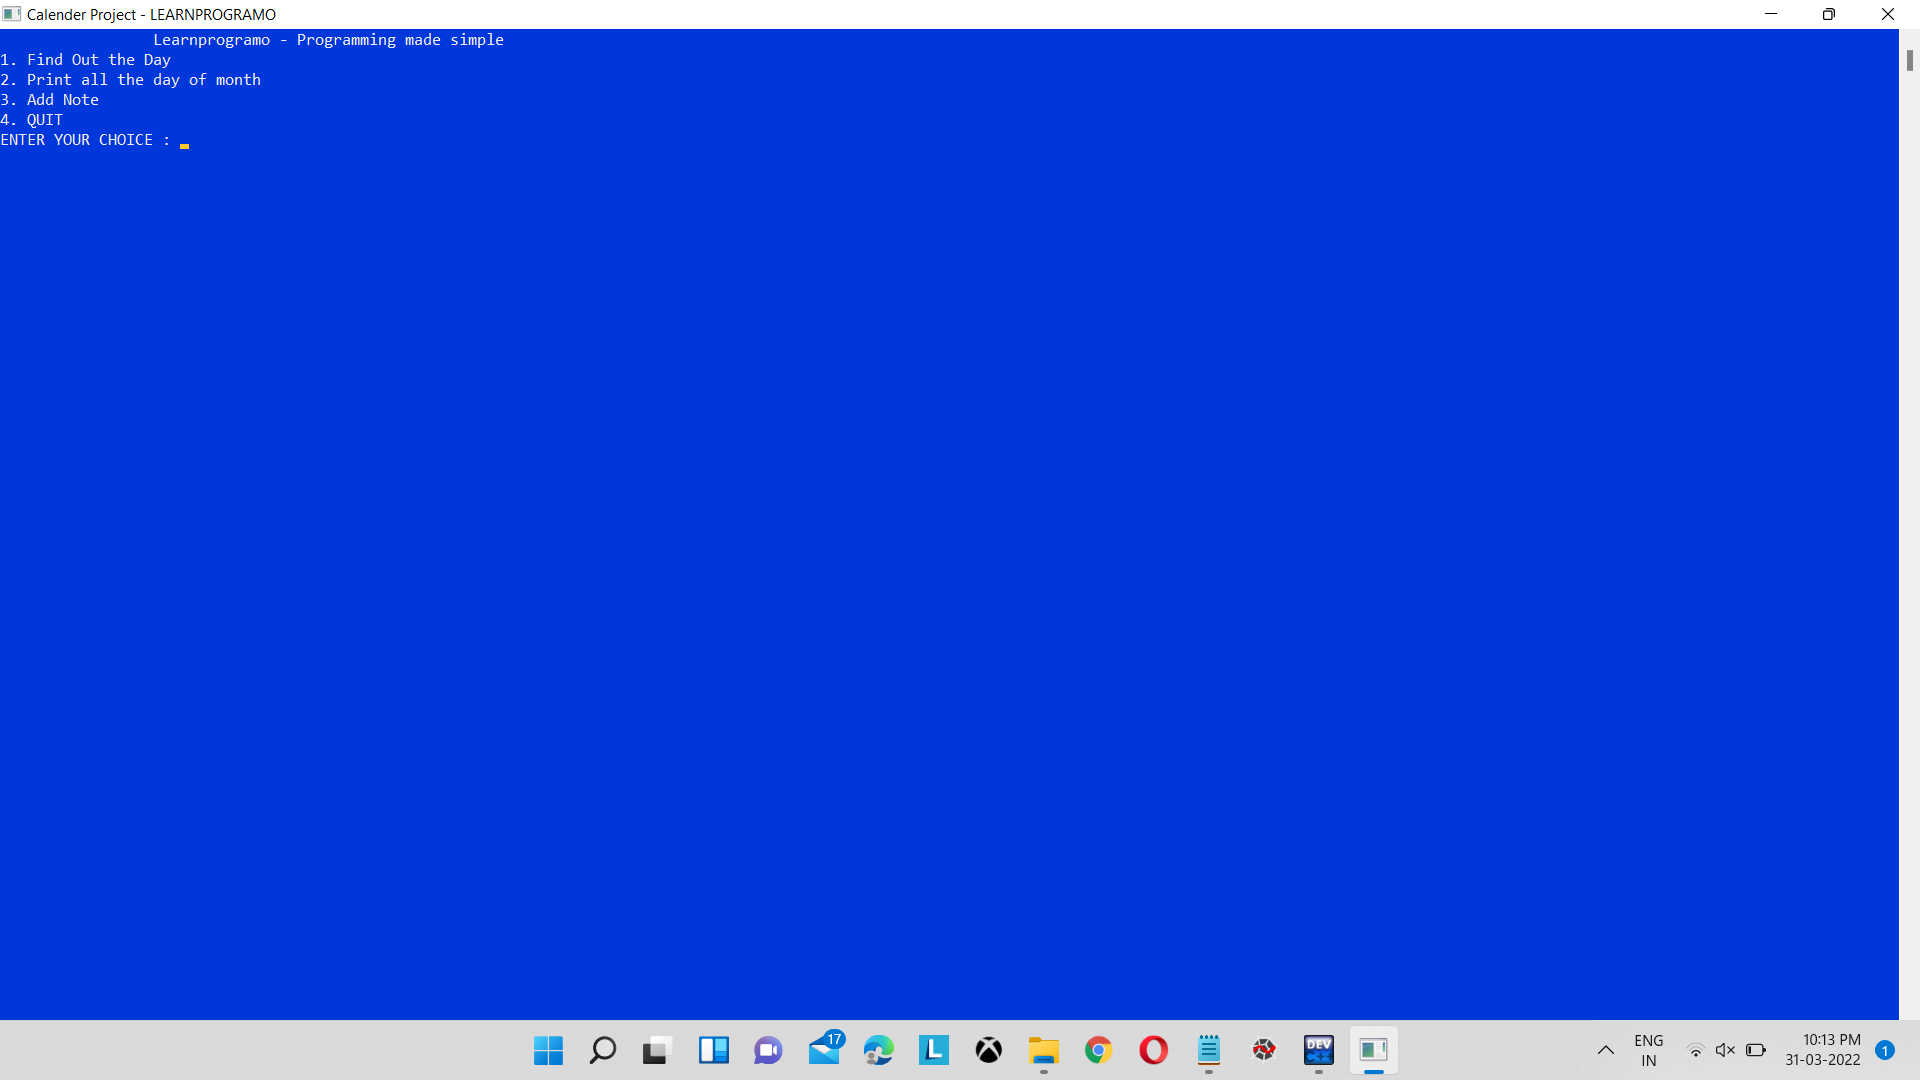 Calender Project - LEARNPROGRAMO
Learnprogramo - Programming made simple
1. Find Out the Day
2. Print all the day of month
3. Add Note
4. QUIT
ENTER YOUR CHOICE :
17
L
DEV
C++
ENG
IN
10:13 PM
31-03-2022
1